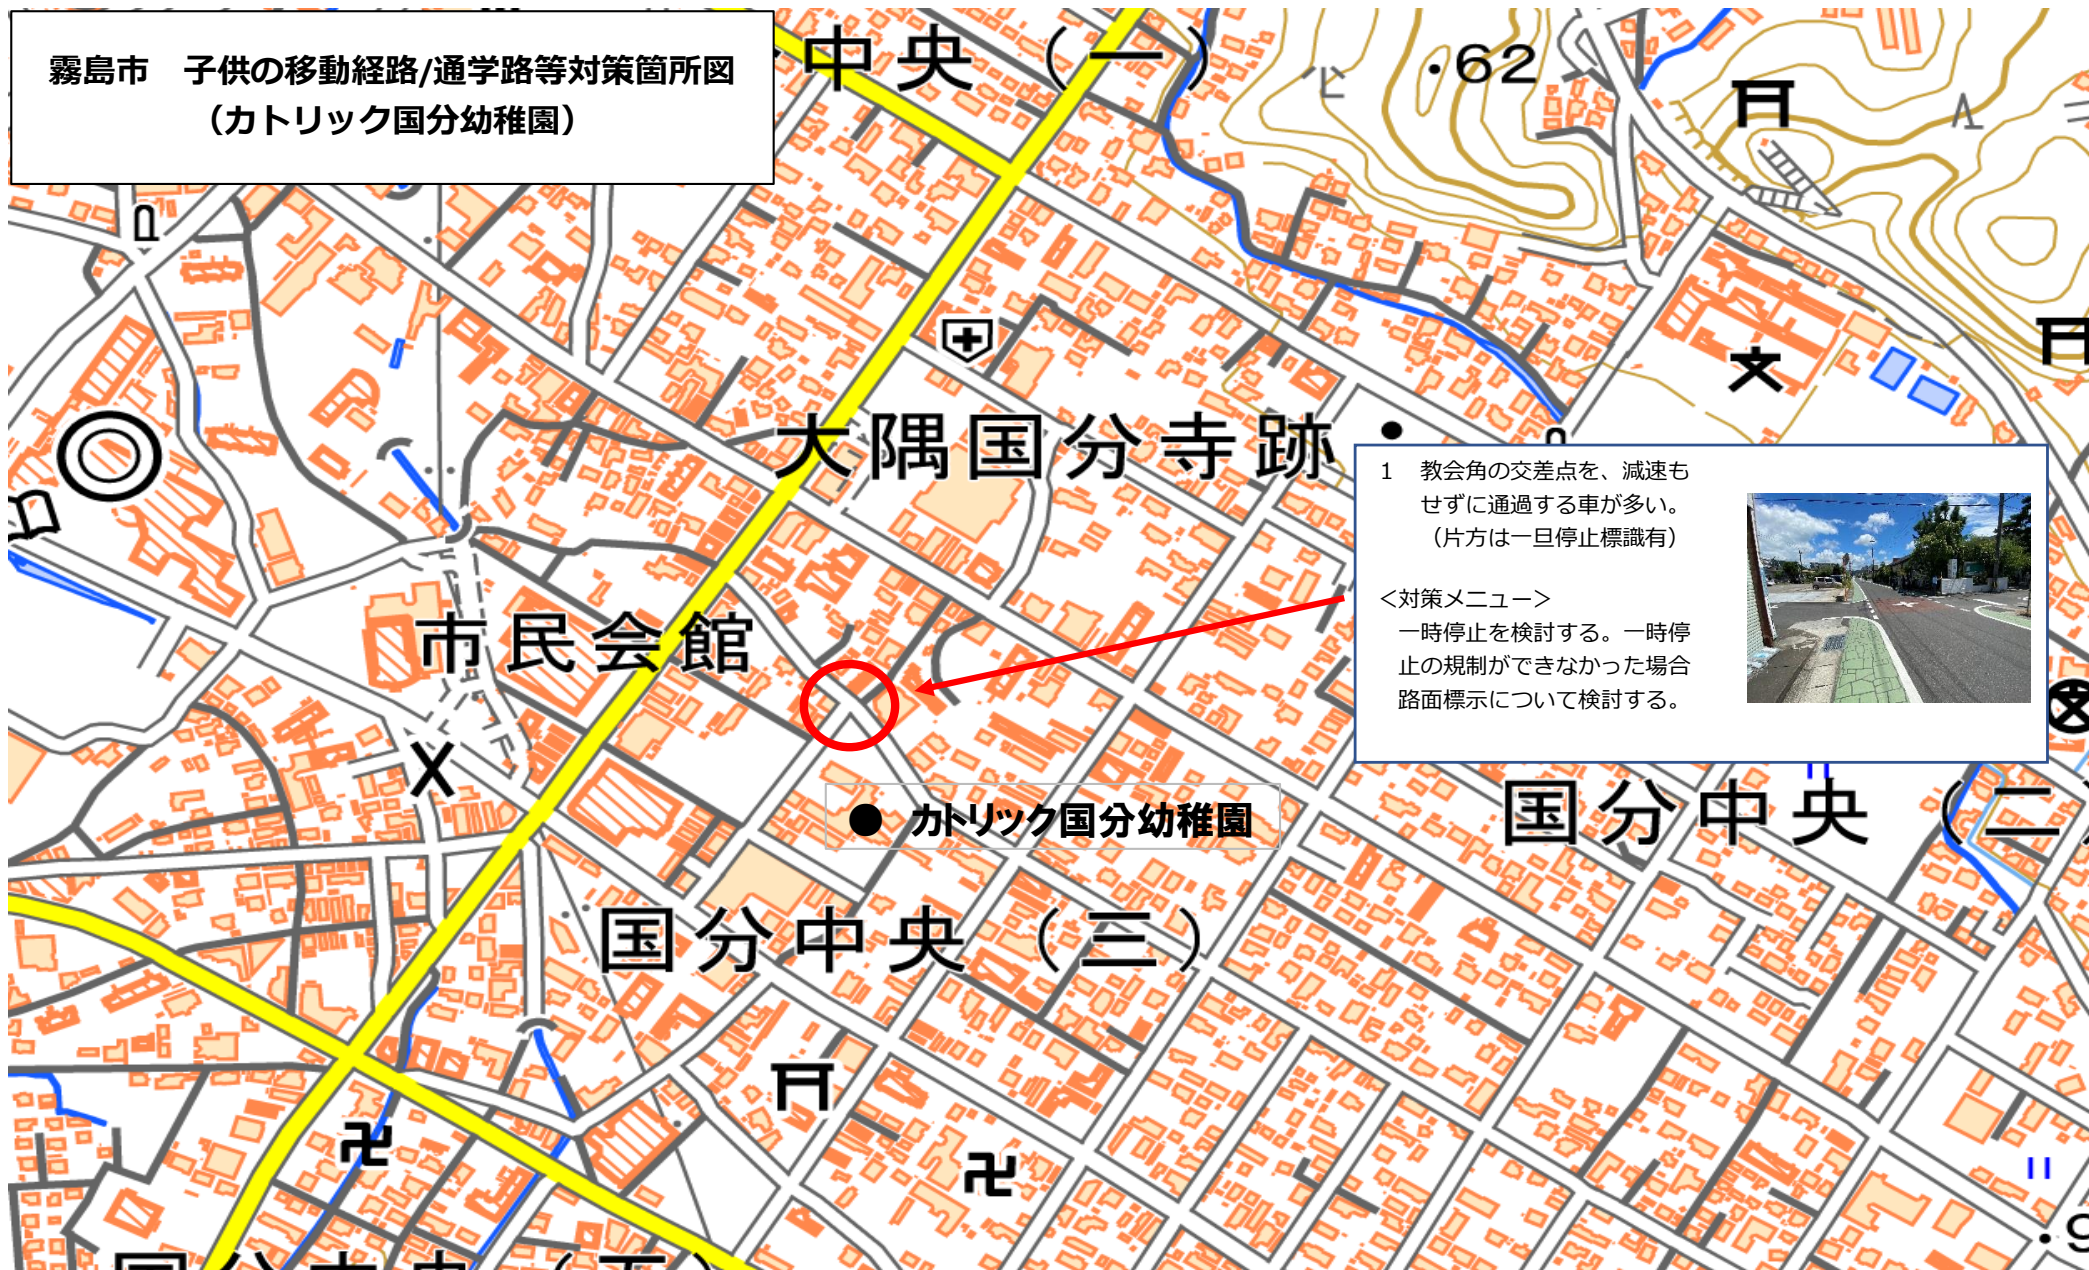 霧島市　子供の移動経路/通学路等対策箇所図
（カトリック国分幼稚園）
中央（一）
・62
大隅国分寺跡
1　教会角の交差点を、減速も
せずに通過する車が多い。
（片方は一旦停止標識有）
＜対策メニュー＞
一時停止を検討する。一時停
止の規制ができなかった場合
路面標示について検討する。
市民会館
● カトリック国分幼稚園
国分中央（二）
国分中央（三）